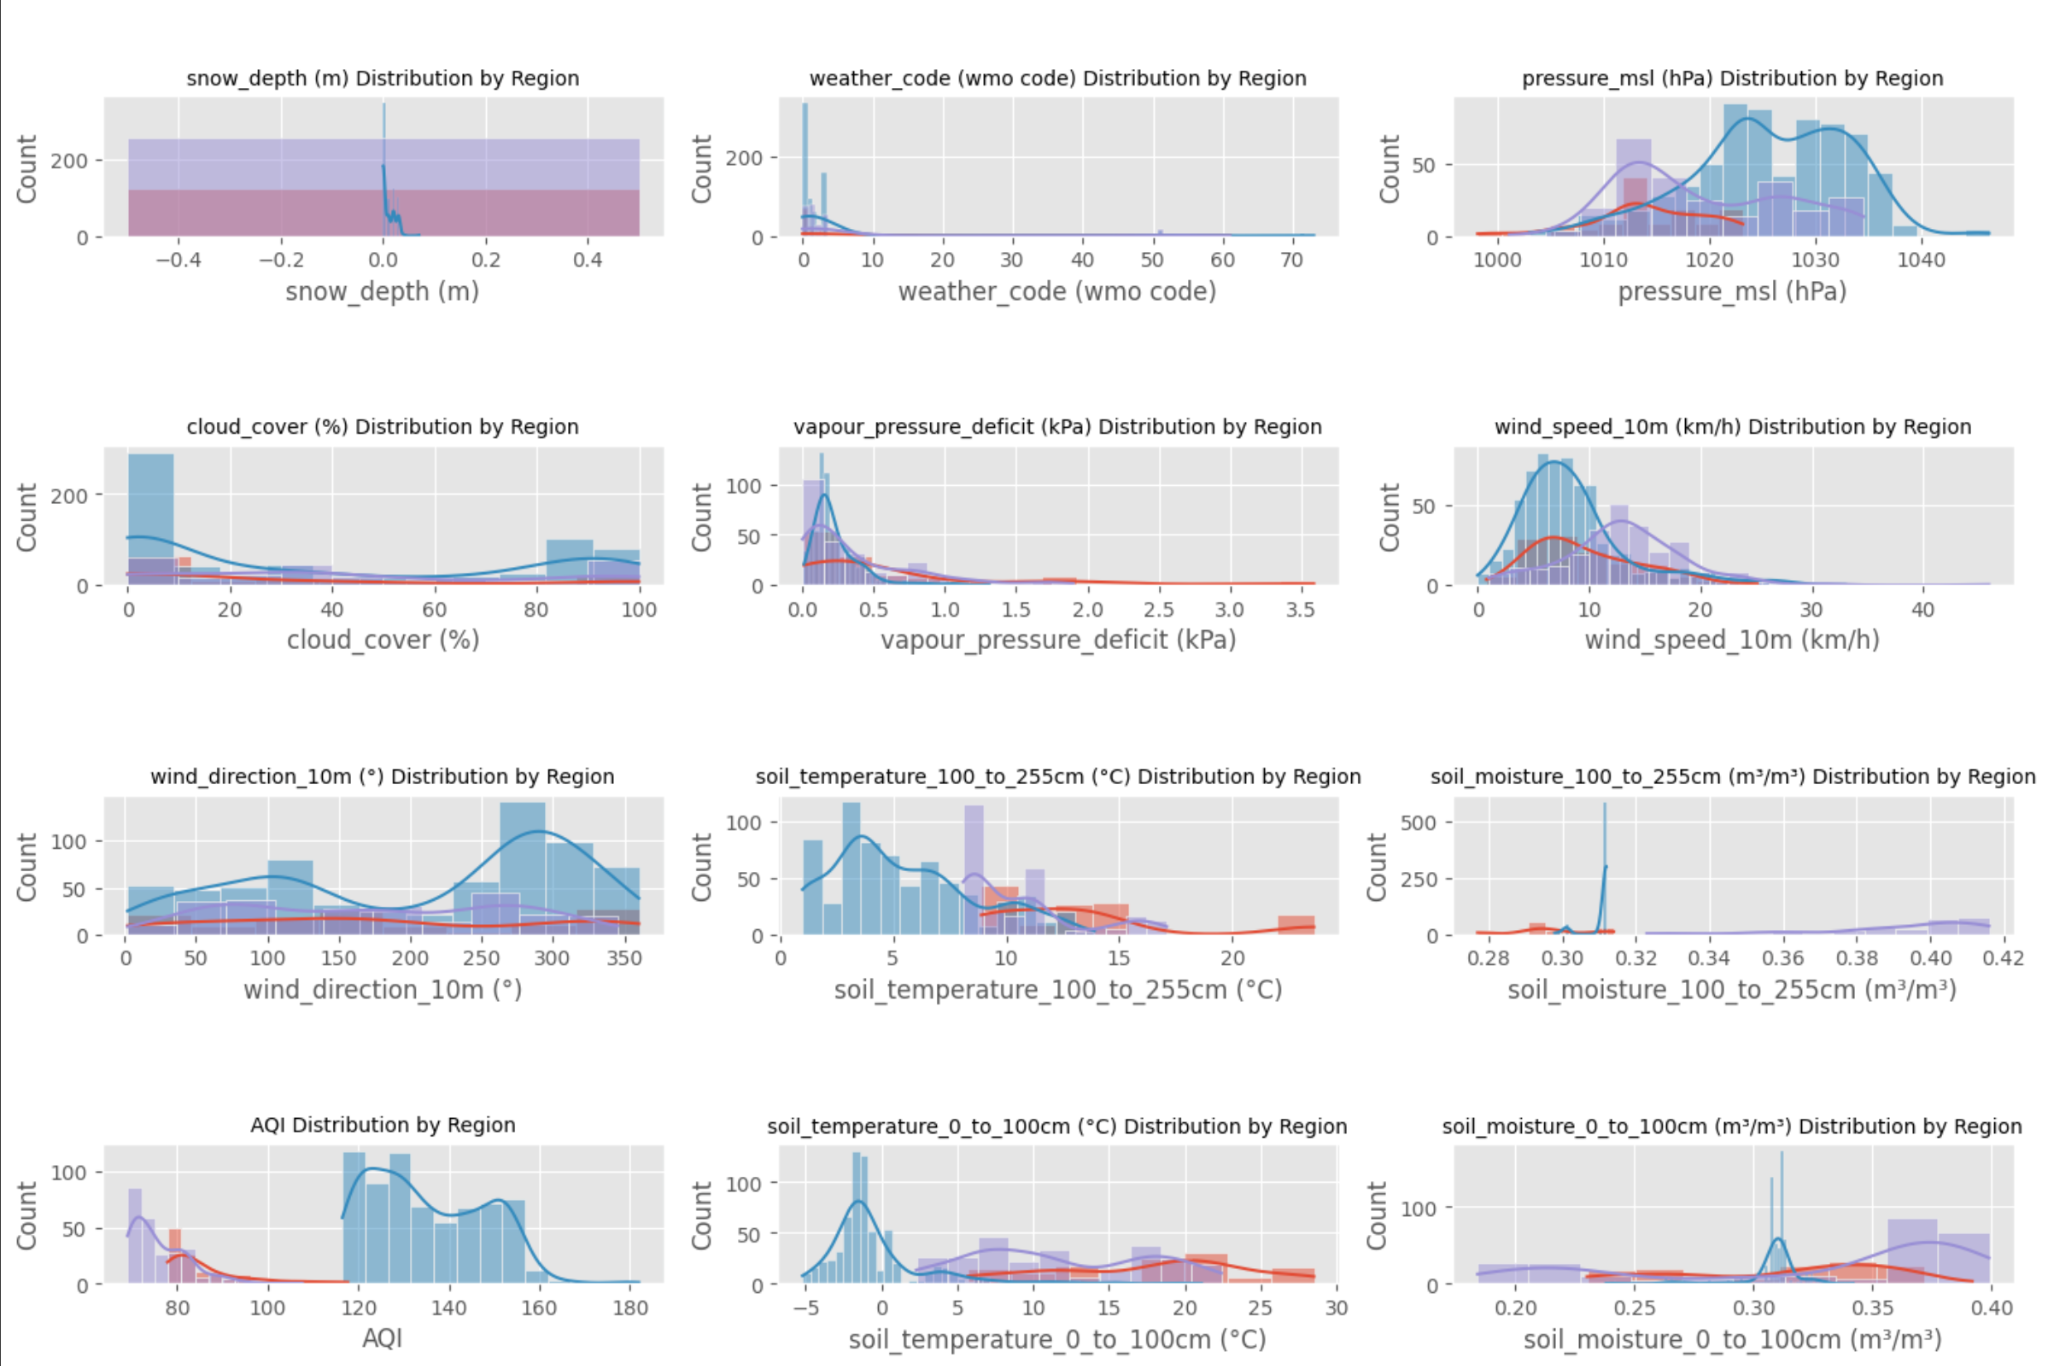 snow_depth (m) Distribution by Region
weather_code (wmo code) Distribution by Region
pressure_msl (hPa) Distribution by Region
Count
200
0
−0.4 −0.2 0.0 0.2 0.4
snow_depth (m)
Count
200
0
0 10 20 30 40 50 60 70
weather_code (wmo code)
Count
50
0
1000 1010 1020 1030 1040
pressure_msl (hPa)
cloud_cover (%) Distribution by Region
vapour_pressure_deficit (kPa) Distribution by Region
wind_speed_10m (km/h) Distribution by Region
Count
200
0
0 20 40 60 80 100
cloud_cover (%)
Count
100
50
0
0.0 0.5 1.0 1.5 2.0 2.5 3.0 3.5
vapour_pressure_deficit (kPa)
Count
50
0
0 10 20 30 40
wind_speed_10m (km/h)
wind_direction_10m (°) Distribution by Region
soil_temperature_100_to_255cm (°C) Distribution by Region
soil_moisture_100_to_255cm (m³/m³) Distribution by Region
Count
100
50
0
0 50 100 150 200 250 300 350
wind_direction_10m (°)
Count
100
50
0
0 5 10 15 20
soil_temperature_100_to_255cm (°C)
Count
500
250
0
0.28 0.30 0.32 0.34 0.36 0.38 0.40 0.42
soil_moisture_100_to_255cm (m³/m³)
AQI Distribution by Region
soil_temperature_0_to_100cm (°C) Distribution by Region
soil_moisture_0_to_100cm (m³/m³) Distribution by Region
Count
100
50
0
80 100 120 140 160 180
AQI
Count
100
50
0
−5 0 5 10 15 20 25 30
soil_temperature_0_to_100cm (°C)
Count
100
0
0.20 0.25 0.30 0.35 0.40
soil_moisture_0_to_100cm (m³/m³)